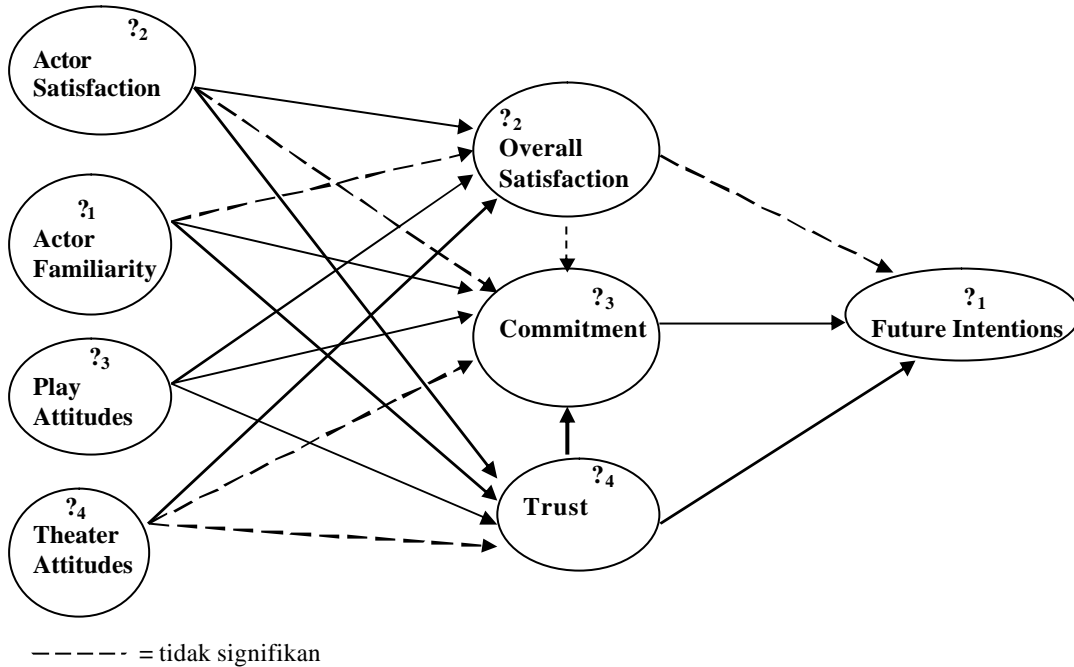 ?₂
Actor
Satisfaction
?₂
Overall
Satisfaction
?₁
Actor
Familiarity
?₃
Commitment
?₁
Future Intentions
?₃
Play
Attitudes
?₄
Trust
?₄
Theater
Attitudes
= tidak signifikan